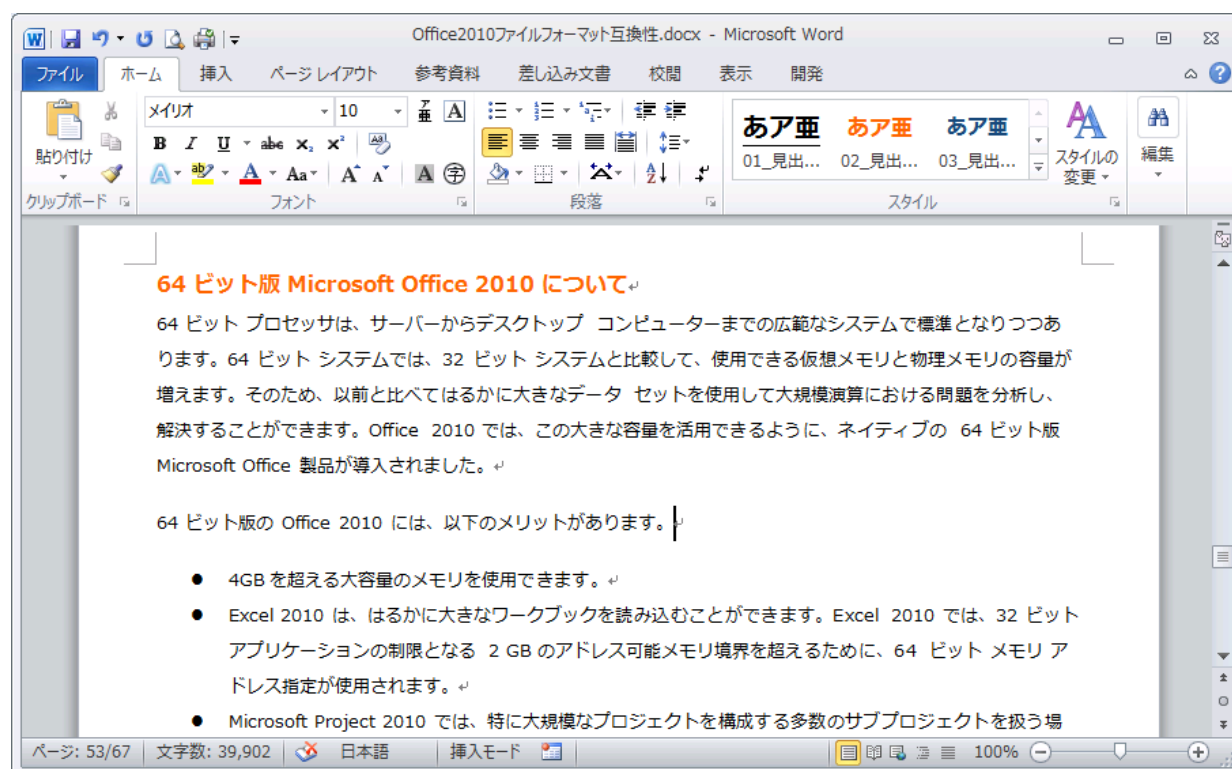 Office2010ファイルフォーマット互換性.docx - Microsoft Word
ファイル ホーム 挿入 ページ レイアウト 参考資料 差し込み文書 校閲 表示 開発
メイリオ 10
貼り付け
クリップボード フォント 段落 スタイル
あア亜 あア亜 あア亜
01_見出... 02_見出... 03_見出...
スタイルの変更
編集
64 ビット版 Microsoft Office 2010 について
64 ビット プロセッサは、サーバーからデスクトップ コンピューターまでの広範なシステムで標準となりつつあ
ります。64 ビット システムでは、32 ビット システムと比較して、使用できる仮想メモリと物理メモリの容量が
増えます。そのため、以前と比べてはるかに大きなデータ セットを使用して大規模演算における問題を分析し、
解決することができます。Office 2010 では、この大きな容量を活用できるように、ネイティブの 64 ビット版
Microsoft Office 製品が導入されました。
64 ビット版の Office 2010 には、以下のメリットがあります。
● 4GB を超える大容量のメモリを使用できます。
● Excel 2010 は、はるかに大きなワークブックを読み込むことができます。Excel 2010 では、32 ビット
アプリケーションの制限となる 2 GB のアドレス可能メモリ境界を超えるために、64 ビット メモリ ア
ドレス指定が使用されます。
● Microsoft Project 2010 では、特に大規模なプロジェクトを構成する多数のサブプロジェクトを扱う場
ページ: 53/67 文字数: 39,902 日本語 挿入モード 100%